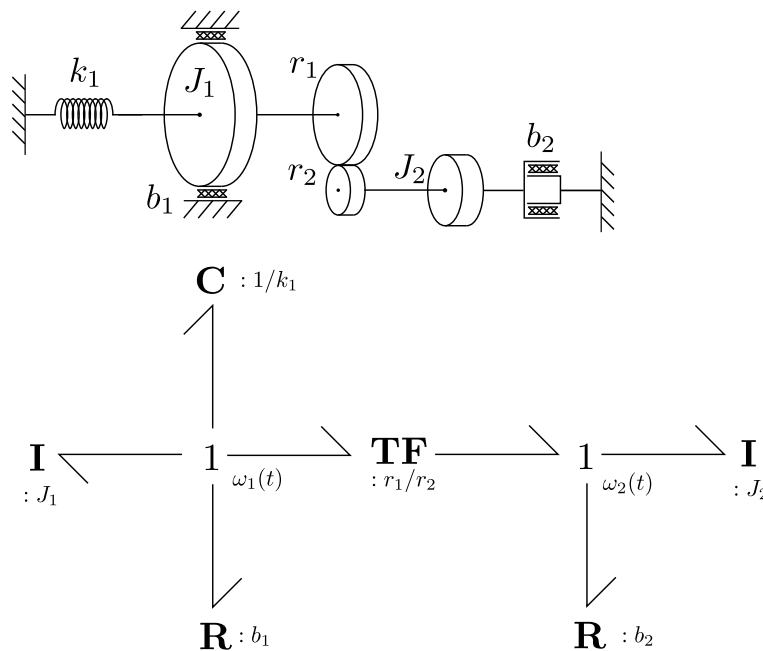 k₁
J₁
r₁
b₁
r₂
J₂
b₂
C : 1/k₁
I
: J₁
1
ω₁(t)
TF
: r₁/r₂
1
ω₂(t)
I
: J₂
R : b₁
R : b₂